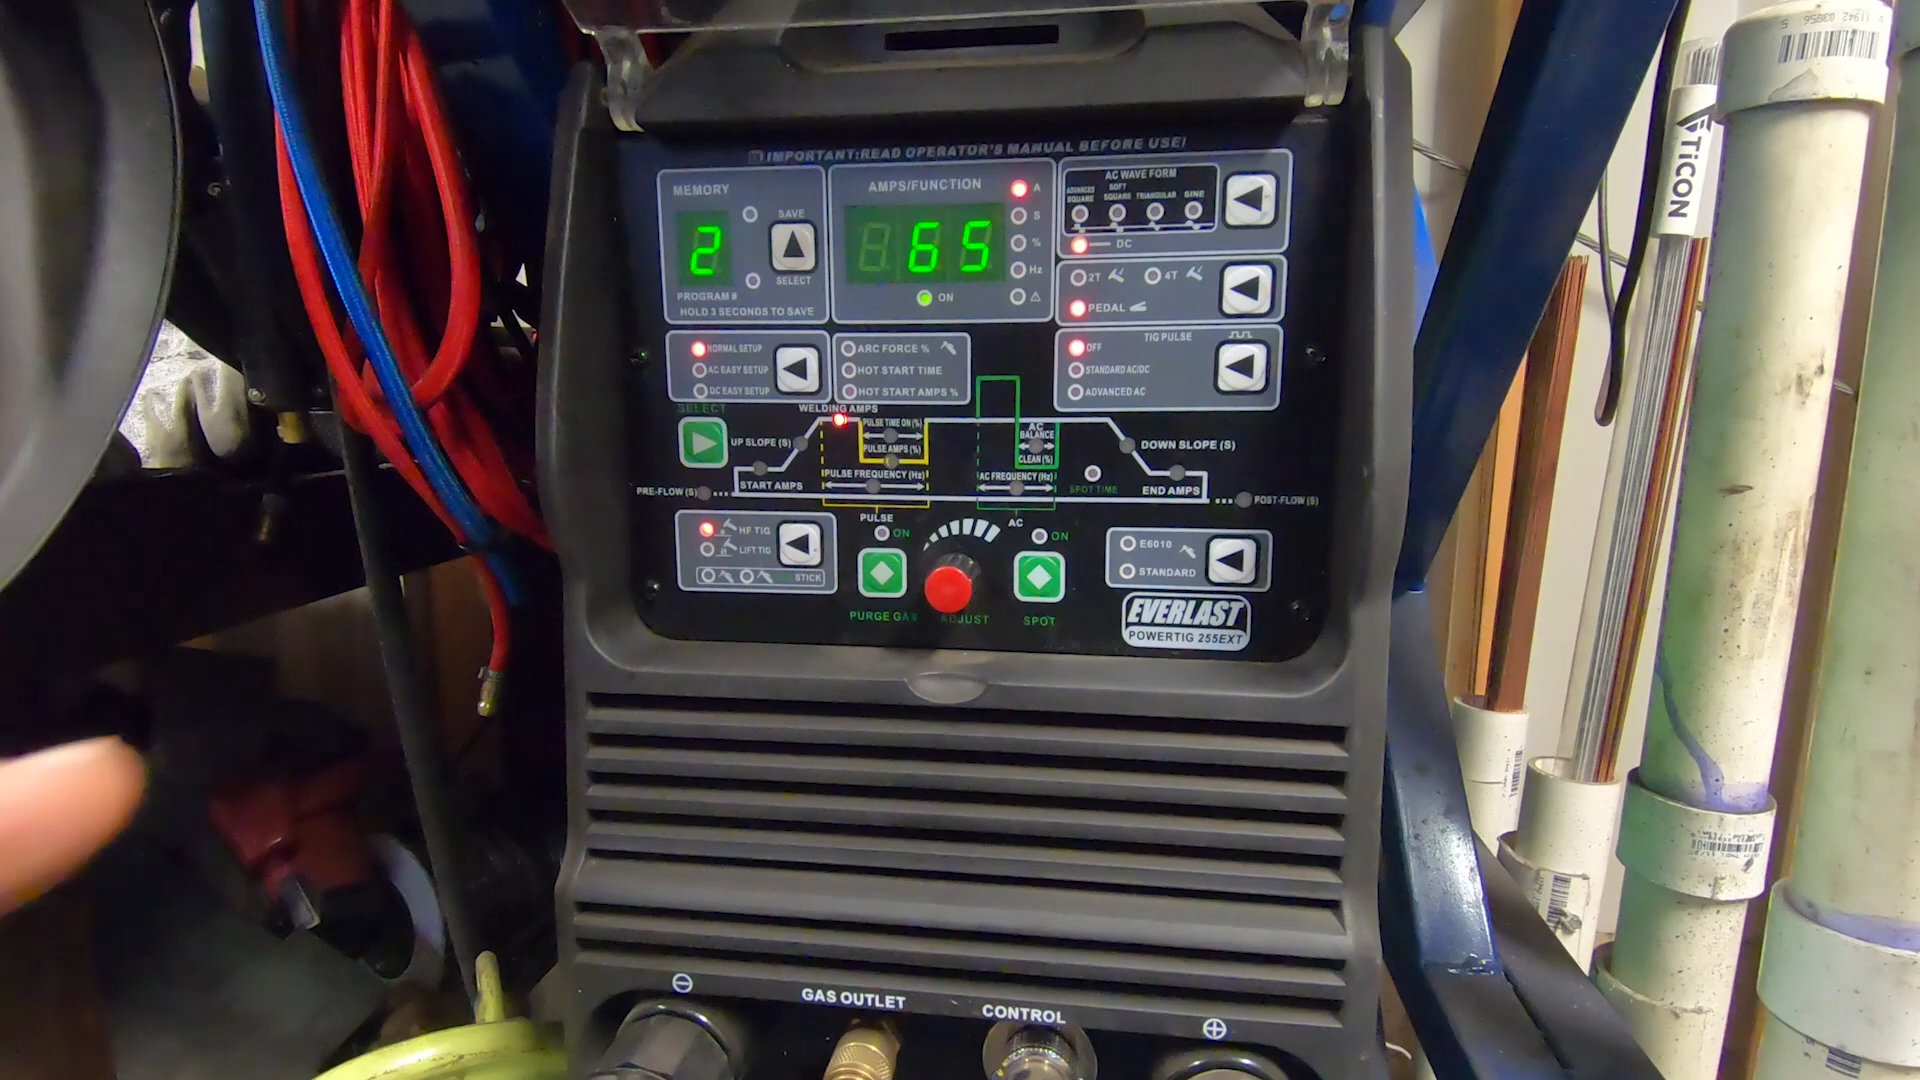 IMPORTANT:READ OPERATOR'S MANUAL BEFORE USE!
MEMORY
2
SAVE
SELECT
PROGRAM #
HOLD 3 SECONDS TO SAVE
AMPS/FUNCTION
65
A
S
%
Hz
ON
AC WAVE FORM
ADVANCED SQUARE
SOFT SQUARE
TRIANGULAR
SINE
DC
2T
4T
PEDAL
NORMAL SETUP
AC EASY SETUP
DC EASY SETUP
ARC FORCE %
HOT START TIME
HOT START AMPS %
TIG PULSE
OFF
STANDARD AC/DC
ADVANCED AC
SELECT
WELDING AMPS
UP SLOPE (S)
PULSE TIME ON (%)
PULSE AMPS (%)
AC BALANCE
CLEAN (%)
DOWN SLOPE (S)
START AMPS
PULSE FREQUENCY (Hz)
AC FREQUENCY (Hz)
SPOT TIME
END AMPS
PRE-FLOW (S)
POST-FLOW (S)
PULSE
AC
HF TIG
LIFT TIG
STICK
ON
ON
PURGE GAS
ADJUST
SPOT
E6010
STANDARD
EVERLAST
POWERTIG 255EXT
GAS OUTLET
CONTROL
TiCON